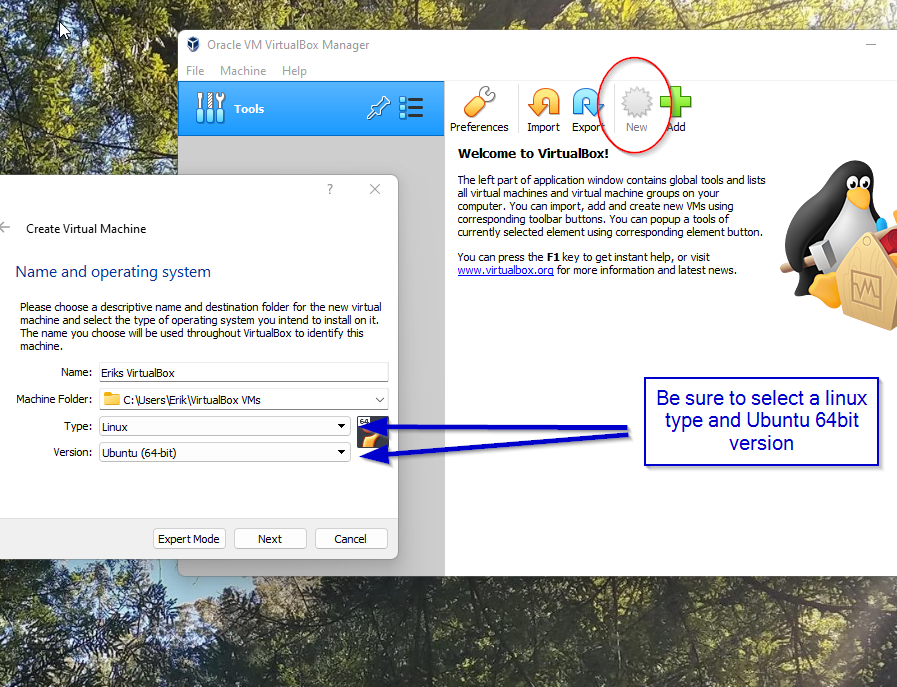 Oracle VM VirtualBox Manager
File Machine Help
Tools
Preferences Import Export New Add
Welcome to VirtualBox!
The left part of application window contains global tools and lists
all virtual machines and virtual machine groups on your
computer. You can import, add and create new VMs using
corresponding toolbar buttons. You can popup a tools of
currently selected element using corresponding element button.
You can press the F1 key to get instant help, or visit
www.virtualbox.org for more information and latest news.
?
Create Virtual Machine
Name and operating system
Please choose a descriptive name and destination folder for the new virtual
machine and select the type of operating system you intend to install on it.
The name you choose will be used throughout VirtualBox to identify this
machine.
Name: Eriks VirtualBox
Machine Folder: C:\Users\Erik\VirtualBox VMs
Type: Linux
64
Version: Ubuntu (64-bit)
Expert Mode Next Cancel
Be sure to select a linux
type and Ubuntu 64bit
version